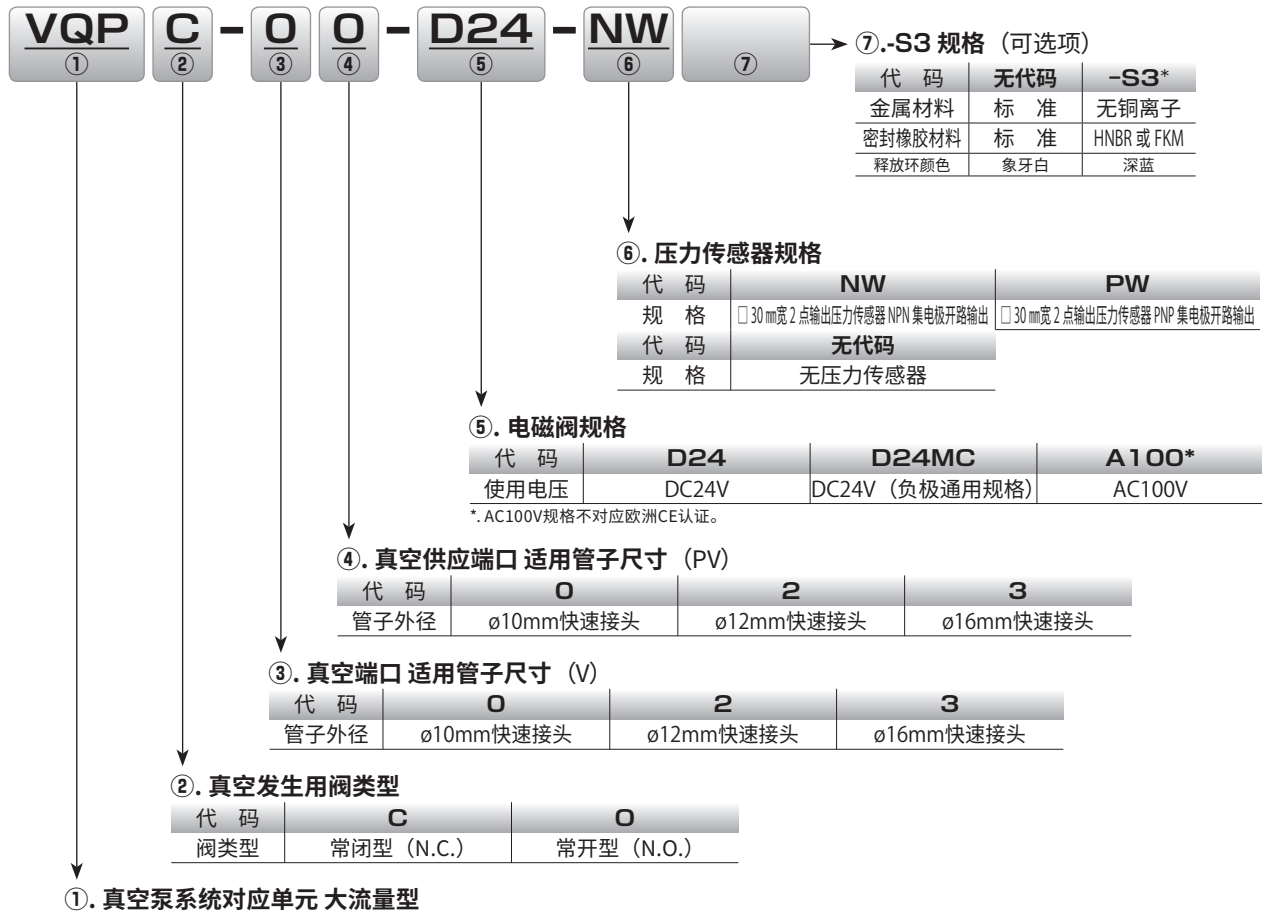 VQP C - 0 0 - D24 - NW
① ② ③ ④ ⑤ ⑥ ⑦
⑦.-S3 规格（可选项）
代 码 无代码 -S3*
金属材料 标 准 无铜离子
密封橡胶材料 标 准 HNBR 或 FKM
释放环颜色 象牙白 深蓝
⑥. 压力传感器规格
代 码 NW PW
规 格 □30㎜宽2点输出压力传感器 NPN 集电极开路输出 □30㎜宽2点输出压力传感器 PNP 集电极开路输出
代 码 无代码
规 格 无压力传感器
⑤. 电磁阀规格
代 码 D24 D24MC A100*
使用电压 DC24V DC24V（负极通用规格） AC100V
*. AC100V规格不对应欧洲CE认证。
④. 真空供应端口 适用管子尺寸（PV）
代 码 0 2 3
管子外径 ø10mm快速接头 ø12mm快速接头 ø16mm快速接头
③. 真空端口 适用管子尺寸（V）
代 码 0 2 3
管子外径 ø10mm快速接头 ø12mm快速接头 ø16mm快速接头
②. 真空发生用阀类型
代 码 C O
阀类型 常闭型（N.C.） 常开型（N.O.）
①. 真空泵系统对应单元 大流量型